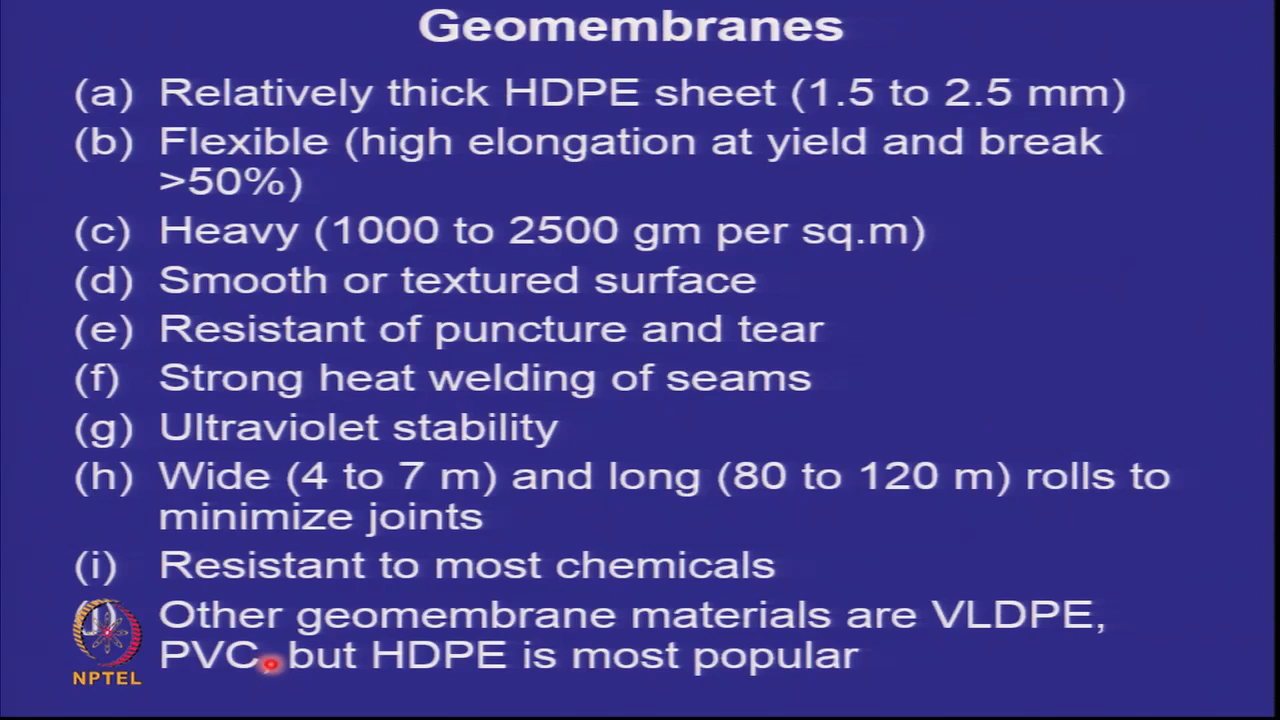 Geomembranes
(a) Relatively thick HDPE sheet (1.5 to 2.5 mm)
(b) Flexible (high elongation at yield and break
>50%)
(c) Heavy (1000 to 2500 gm per sq.m)
(d) Smooth or textured surface
(e) Resistant of puncture and tear
(f) Strong heat welding of seams
(g) Ultraviolet stability
(h) Wide (4 to 7 m) and long (80 to 120 m) rolls to
minimize joints
(i) Resistant to most chemicals
Other geomembrane materials are VLDPE,
PVC, but HDPE is most popular
NPTEL